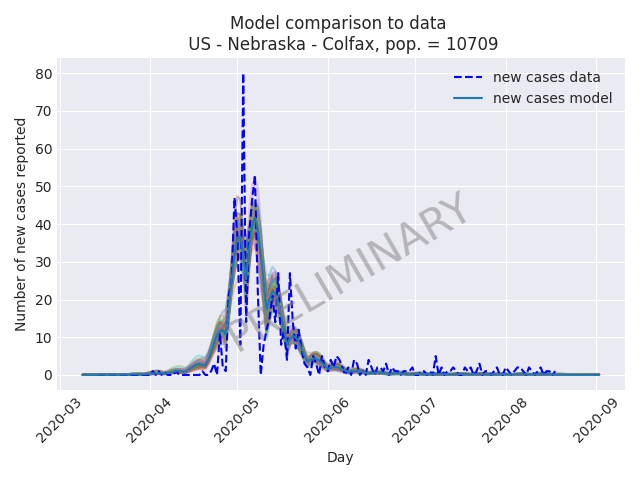 Model comparison to data
US - Nebraska - Colfax, pop. = 10709
new cases data
new cases model
PRELIMINARY
Number of new cases reported
80
70
60
50
40
30
20
10
0
2020-03
2020-04
2020-05
2020-06
2020-07
2020-08
2020-09
Day